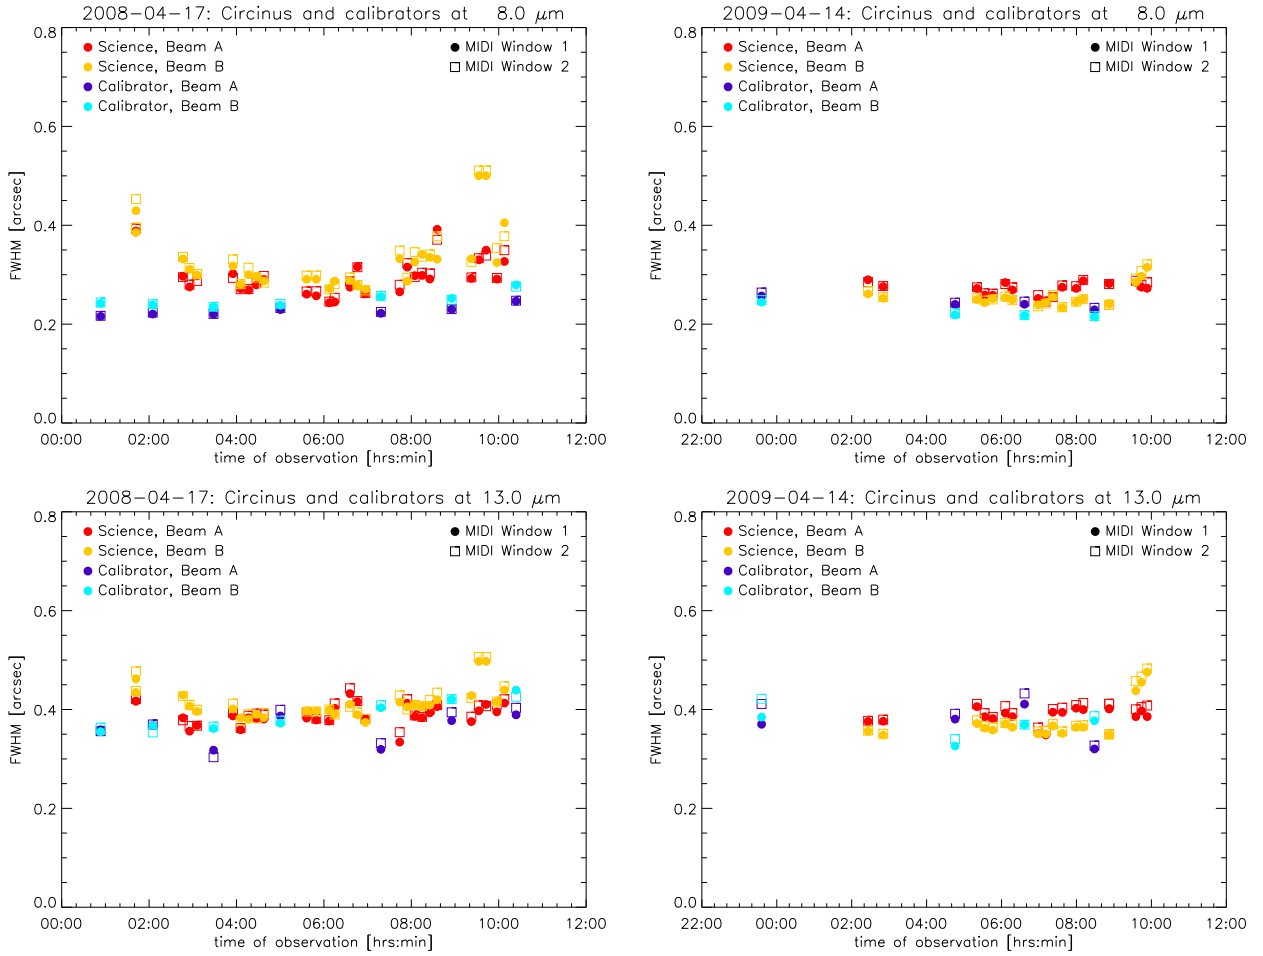 2008-04-17: Circinus and calibrators at 8.0 μm
0.8
0.6
0.4
0.2
0.0
FWHM [arcsec]
Science, Beam A
Science, Beam B
Calibrator, Beam A
Calibrator, Beam B
MIDI Window 1
MIDI Window 2
00:00 02:00 04:00 06:00 08:00 10:00 12:00
time of observation [hrs:min]
2009-04-14: Circinus and calibrators at 8.0 μm
0.8
0.6
0.4
0.2
0.0
FWHM [arcsec]
Science, Beam A
Science, Beam B
Calibrator, Beam A
Calibrator, Beam B
MIDI Window 1
MIDI Window 2
22:00 00:00 02:00 04:00 06:00 08:00 10:00 12:00
time of observation [hrs:min]
2008-04-17: Circinus and calibrators at 13.0 μm
0.8
0.6
0.4
0.2
0.0
FWHM [arcsec]
Science, Beam A
Science, Beam B
Calibrator, Beam A
Calibrator, Beam B
MIDI Window 1
MIDI Window 2
00:00 02:00 04:00 06:00 08:00 10:00 12:00
time of observation [hrs:min]
2009-04-14: Circinus and calibrators at 13.0 μm
0.8
0.6
0.4
0.2
0.0
FWHM [arcsec]
Science, Beam A
Science, Beam B
Calibrator, Beam A
Calibrator, Beam B
MIDI Window 1
MIDI Window 2
22:00 00:00 02:00 04:00 06:00 08:00 10:00 12:00
time of observation [hrs:min]